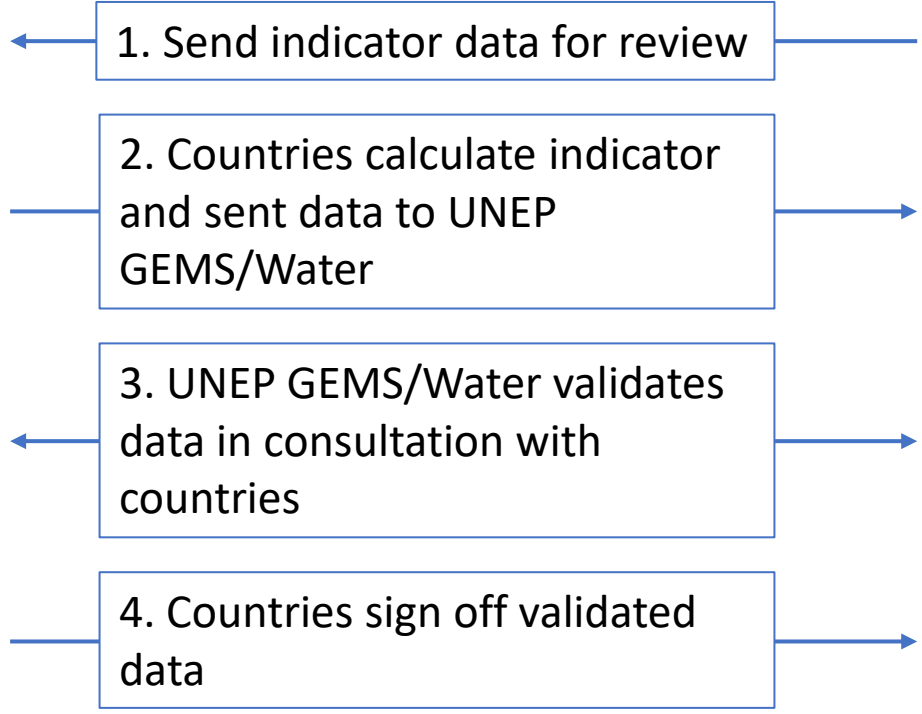 1. Send indicator data for review
2. Countries calculate indicator
and sent data to UNEP
GEMS/Water
3. UNEP GEMS/Water validates
data in consultation with
countries
4. Countries sign off validated
data